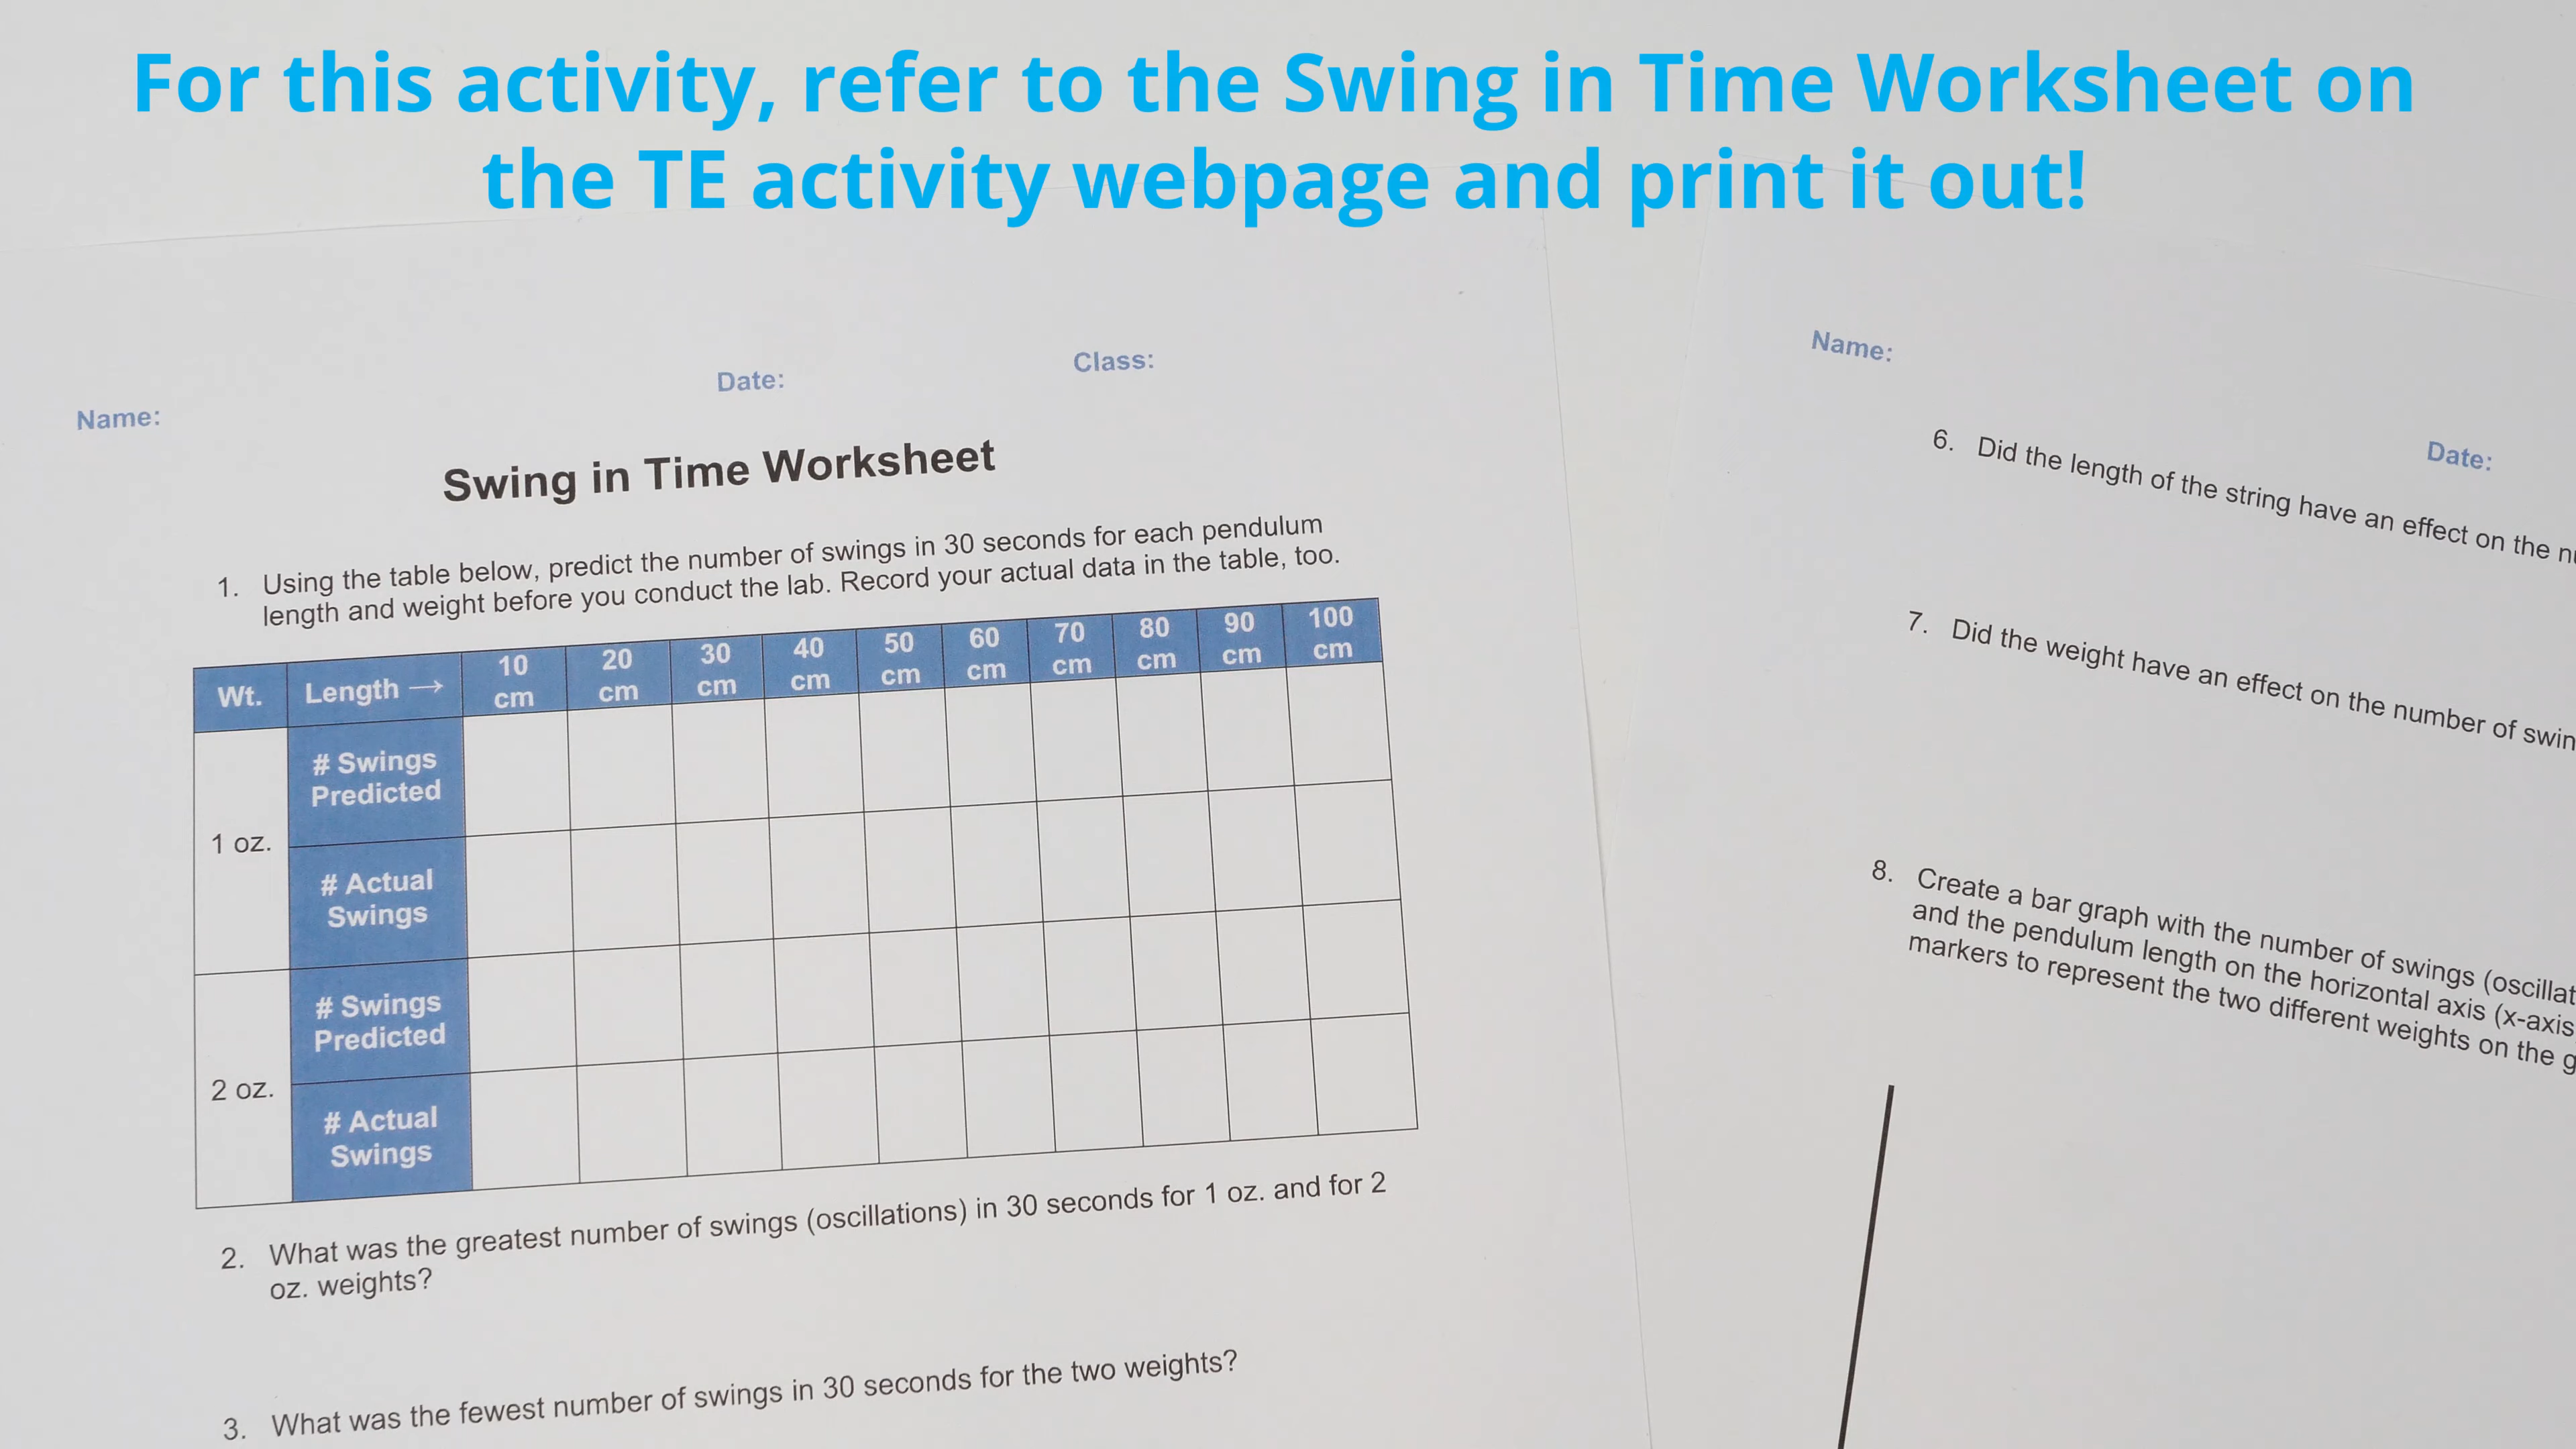 For this activity, refer to the Swing in Time Worksheet on
the TE activity webpage and print it out!
Name:
Date:
Class:
Swing in Time Worksheet
1. Using the table below, predict the number of swings in 30 seconds for each pendulum
length and weight before you conduct the lab. Record your actual data in the table, too.
Wt. Length → 10 cm 20 cm 30 cm 40 cm 50 cm 60 cm 70 cm 80 cm 90 cm 100 cm
1 oz.
# Swings
Predicted
# Actual
Swings
2 oz.
# Swings
Predicted
# Actual
Swings
2. What was the greatest number of swings (oscillations) in 30 seconds for 1 oz. and for 2
oz. weights?
3. What was the fewest number of swings in 30 seconds for the two weights?
Name:
Date:
6. Did the length of the string have an effect on the
7. Did the weight have an effect on the number of
8. Create a bar graph with the number of swings
and the pendulum length on the horizontal axis (x-axis
markers to represent the two different weights on the